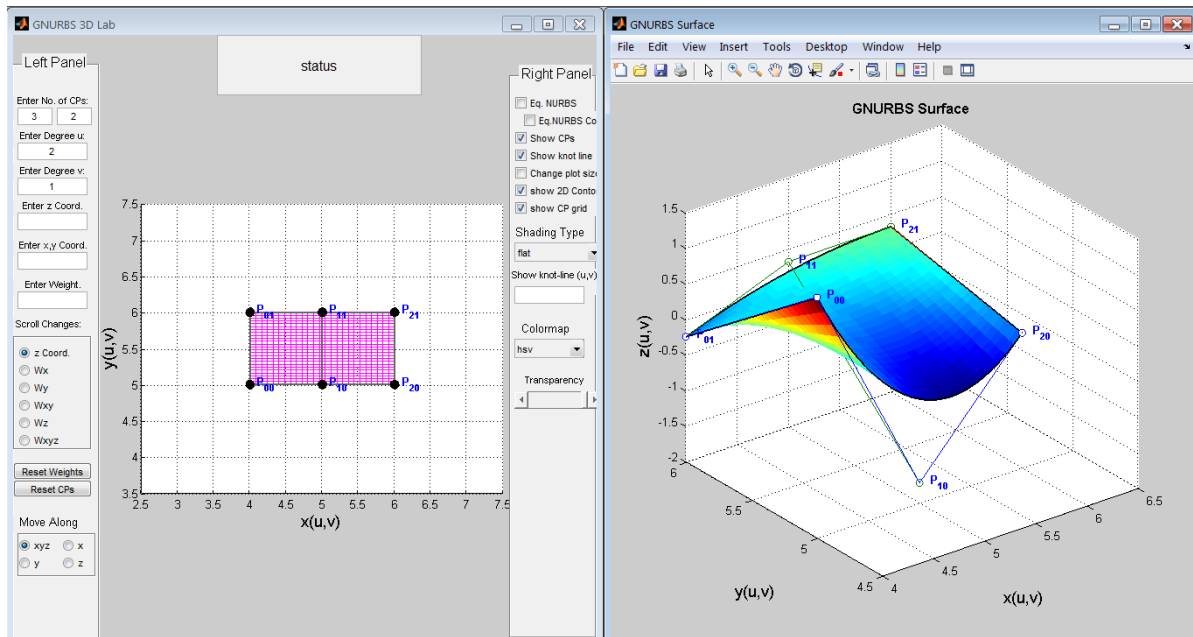 GNURBS 3D Lab
Left Panel
Enter No. of CPs:
3 2
Enter Degree u:
2
Enter Degree v:
1
Enter z Coord.
Enter x,y Coord.
Enter Weight.
Scroll Changes:
z Coord.
Wx
Wy
Wxy
Wz
Wxyz
Reset Weights
Reset CPs
Move Along
xyz x
y z
status
7.5
7
6.5
6
5.5
5
4.5
4
3.5
2.5 3 3.5 4 4.5 5 5.5 6 6.5 7 7.5
x(u,v)
y(u,v)
P01 P11 P21
P00 P10 P20
Right Panel
Eq. NURBS
Eq.NURBS Co
Show CPs
Show knot line
Change plot size
show 2D Conto
show CP grid
Shading Type
flat
Show knot-line (u,v)
Colormap
hsv
Transparency
GNURBS Surface
File Edit View Insert Tools Desktop Window Help
GNURBS Surface
1.5
1
0.5
0
-0.5
-1
-1.5
-2
z(u,v)
P21
P11
P00
P01
P20
P10
6
5.5
5
4.5
y(u,v)
4
4.5
5
5.5
6
6.5
x(u,v)